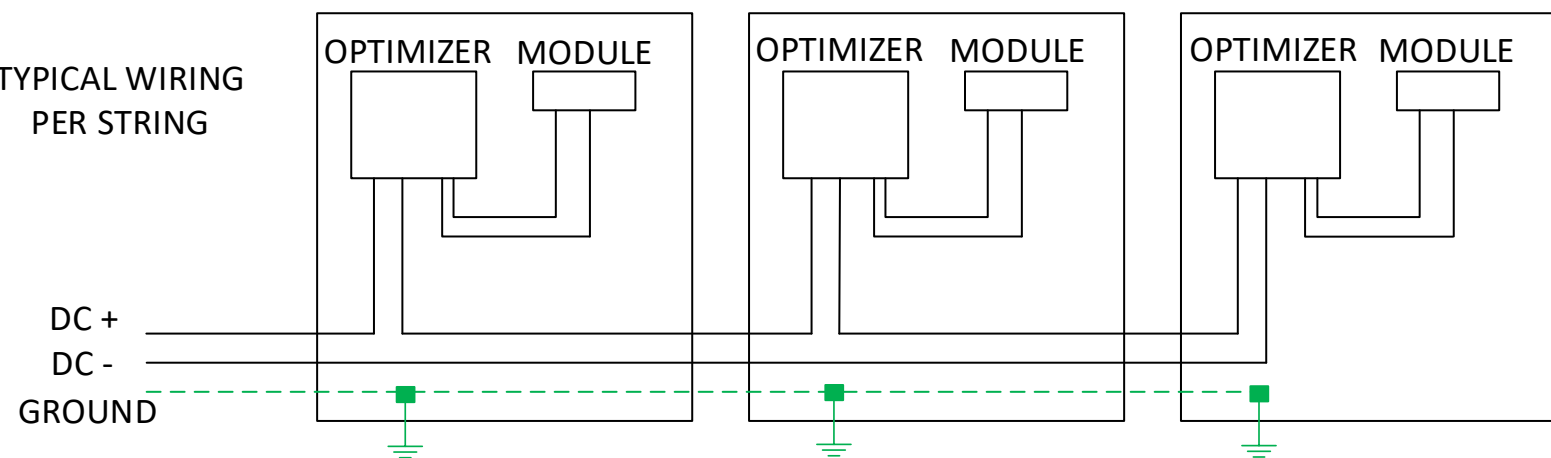 OPTIMIZER MODULE OPTIMIZER MODULE OPTIMIZER MODULE
TYPICAL WIRING
PER STRING
DC +
DC -
GROUND